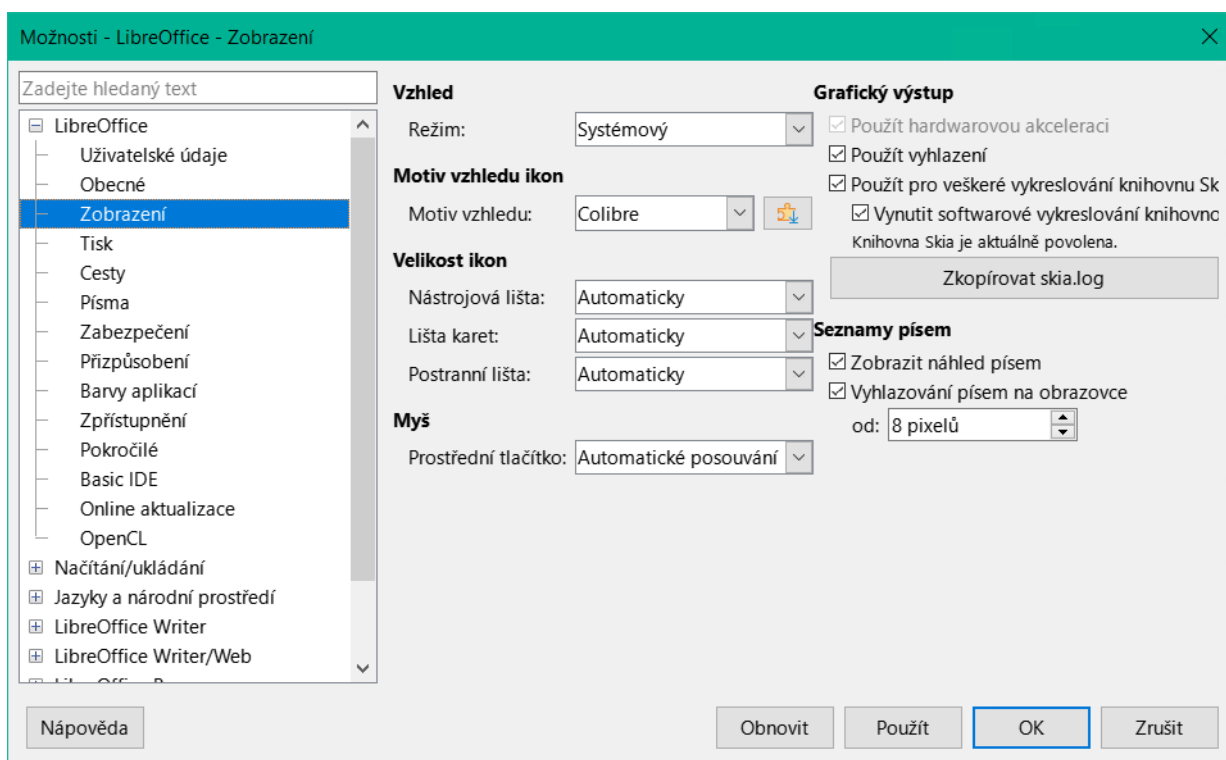 Možnosti - LibreOffice - Zobrazení
Zadejte hledaný text
LibreOffice
Uživatelské údaje
Obecné
Zobrazení
Tisk
Cesty
Písma
Zabezpečení
Přizpůsobení
Barvy aplikací
Zpřístupnění
Pokročilé
Basic IDE
Online aktualizace
OpenCL
Načítání/ukládání
Jazyky a národní prostředí
LibreOffice Writer
LibreOffice Writer/Web
Vzhled
Režim: Systémový
Motiv vzhledu ikon
Motiv vzhledu: Colibre
Velikost ikon
Nástrojová lišta: Automaticky
Lišta karet: Automaticky
Postranní lišta: Automaticky
Myš
Prostřední tlačítko: Automatické posouvání
Grafický výstup
Použít hardwarovou akceleraci
Použít vyhlazení
Použít pro veškeré vykreslování knihovnu Sk
Vynutit softwarové vykreslování knihovno
Knihovna Skia je aktuálně povolena.
Zkopírovat skia.log
Seznamy písem
Zobrazit náhled písem
Vyhlazování písem na obrazovce
od: 8 pixelů
Nápověda
Obnovit
Použít
OK
Zrušit